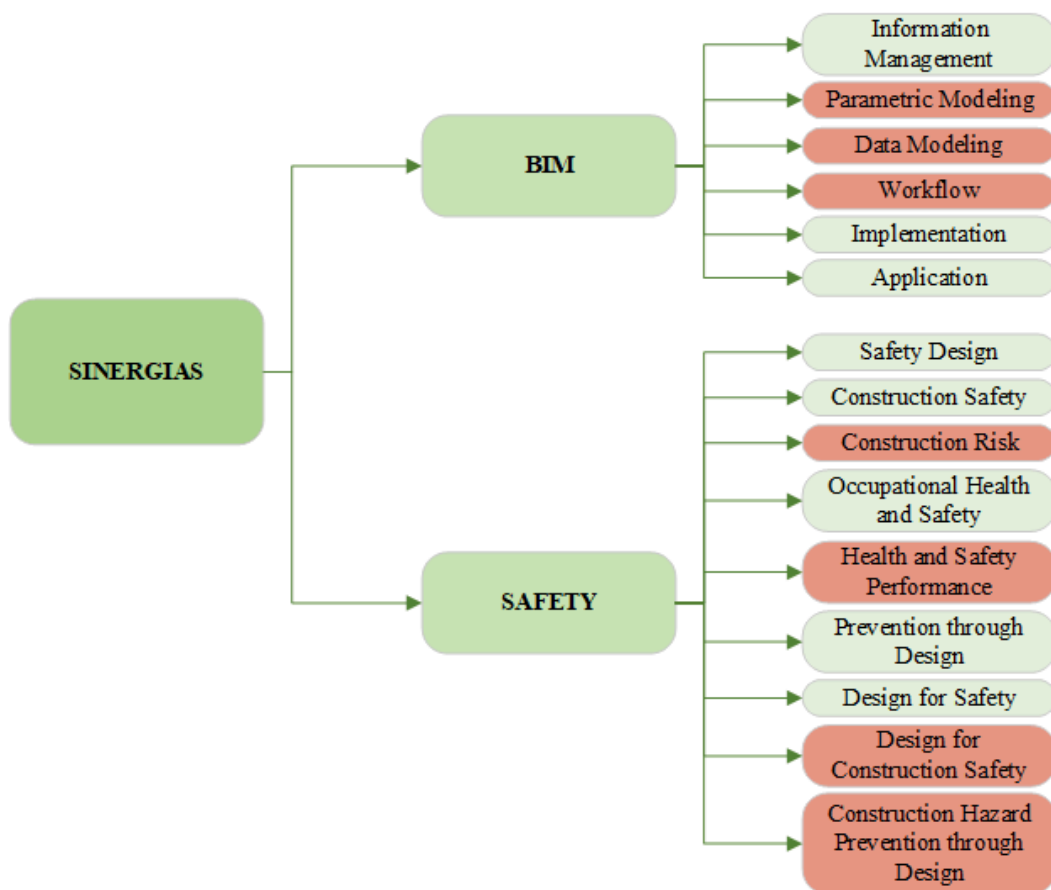 SINERGIAS
BIM
Information
Management
Parametric Modeling
Data Modeling
Workflow
Implementation
Application
SAFETY
Safety Design
Construction Safety
Construction Risk
Occupational Health
and Safety
Health and Safety
Performance
Prevention through
Design
Design for Safety
Design for
Construction Safety
Construction Hazard
Prevention through
Design